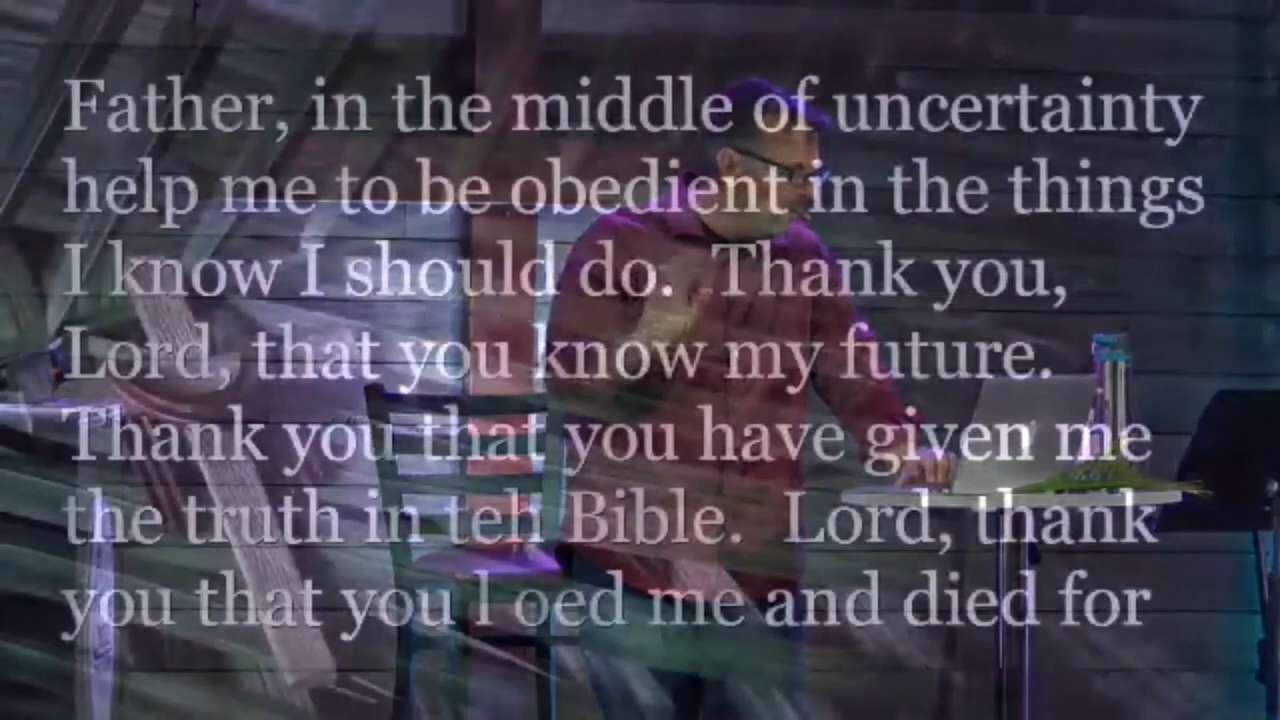 Father, in the middle of uncertainty
help me to be obedient in the things
I know I should do.  Thank you,
Lord, that you know my future.
Thank you that you have given me
the truth in teh Bible.  Lord, thank
you that you l oed me and died for